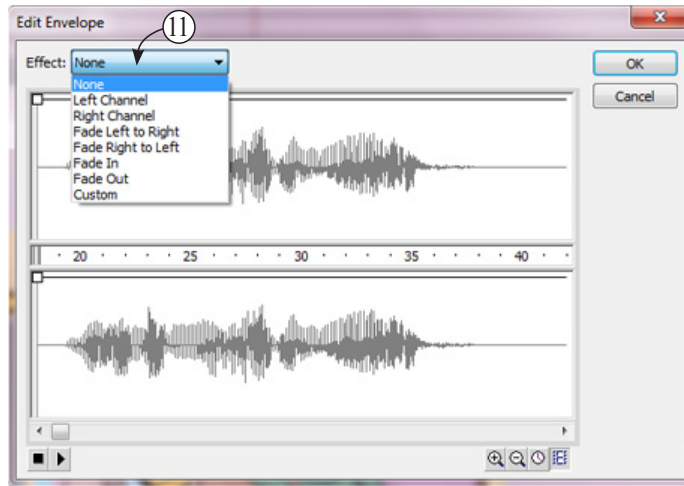 Edit Envelope
11
Effect: None
OK
None
Left Channel
Cancel
Right Channel
Fade Left to Right
Fade Right to Left
Fade In
Fade Out
Custom
20 25 30 35 40